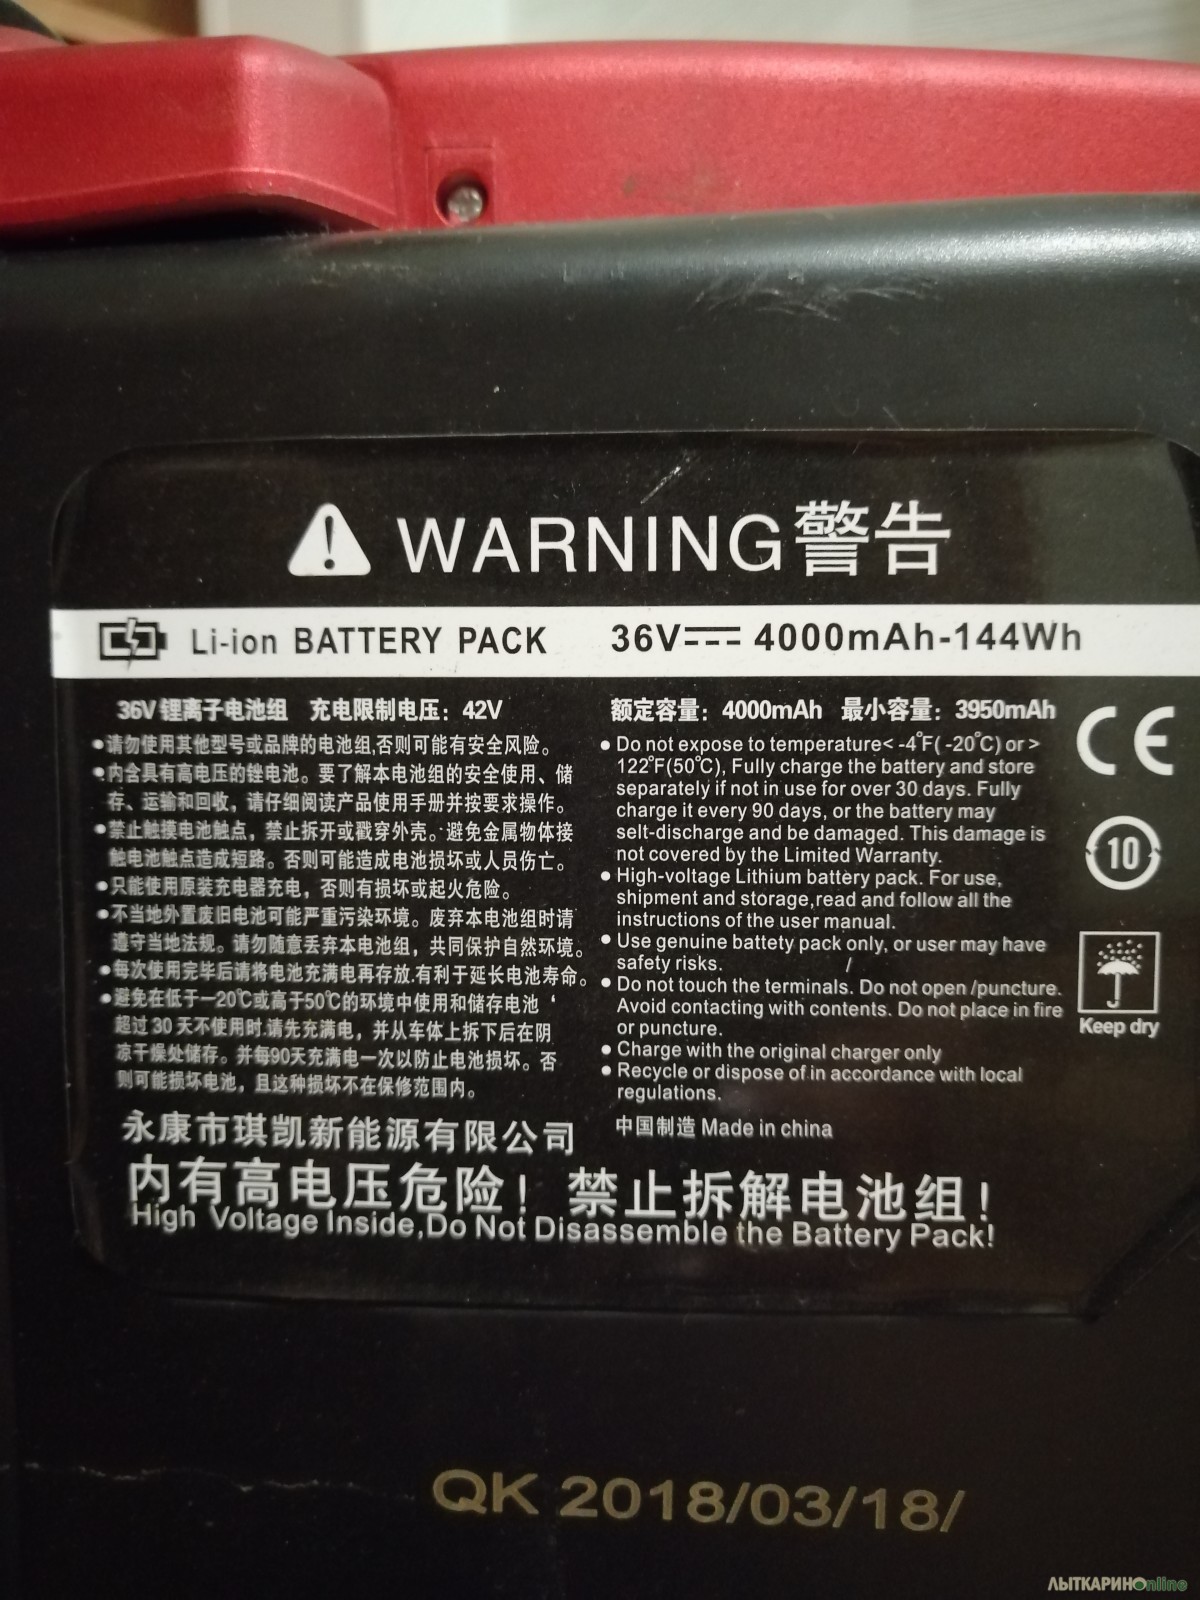 WARNING警告
Li-ion BATTERY PACK 36V 4000mAh-144Wh
36V 锂离子电池组 充电限制电压: 42V
●请勿使用其他型号或品牌的电池组,否则可能有安全风险。
●内含具有高电压的锂电池。要了解本电池组的安全使用、储
存、运输和回收，请仔细阅读产品使用手册并按要求操作。
●禁止触摸电池触点，禁止拆开或戳穿外壳。避免金属物体接
触电池触点造成短路。否则可能造成电池损坏或人员伤亡。
●只能使用原装充电器充电，否则有损坏或起火危险。
●不当地外置废旧电池可能严重污染环境。废弃本电池组时请
遵守当地法规。请勿随意丢弃本电池组，共同保护自然环境。
●每次使用完毕后请将电池充满电再存放.有利于延长电池寿命。
●避免在低于一20℃或高于50℃的环境中使用和储存电池
超过30天不使用时.请先充满电，并从车体上拆下后在阴
凉干燥处储存。并每90天充满电一次以防止电池损坏。否
则可能损坏电池，且这种损坏不在保修范围内。
永康市琪凯新能源有限公司
额定容量: 4000mAh 最小容量: 3950mAh
● Do not expose to temperature< -4°F( -20℃) or >
122°F(50℃), Fully charge the battery and store
separately if not in use for over 30 days. Fully
charge it every 90 days, or the battery may
selt-discharge and be damaged. This damage is
not covered by the Limited Warranty.
● High-voltage Lithium battery pack. For use,
shipment and storage,read and follow all the
instructions of the user manual.
● Use genuine battety pack only, or user may have
safety risks.
● Do not touch the terminals. Do not open /puncture.
Avoid contacting with contents. Do not place in fire
or puncture.
● Charge with the original charger only
● Recycle or dispose of in accordance with local
regulations.
中国制造 Made in china
CE
10
Keep dry
内有高电压危险！禁止拆解电池组！
High Voltage Inside,Do Not Disassemble the Battery Pack!
QK 2018/03/18/
ЛЫТКАРИНОnline